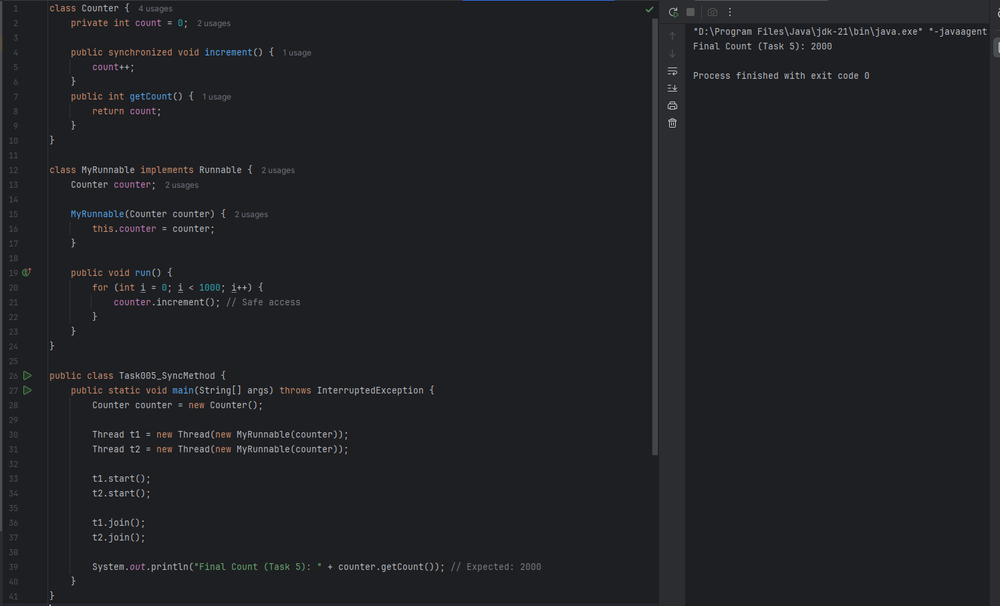 1 class Counter { 4 usages
2     private int count = 0; 2 usages
3
4     public synchronized void increment() { 1 usage
5         count++;
6     }
7     public int getCount() { 1 usage
8         return count;
9     }
10 }
11
12 class MyRunnable implements Runnable { 2 usages
13     Counter counter; 2 usages
14
15     MyRunnable(Counter counter) { 2 usages
16         this.counter = counter;
17     }
18
19     public void run() {
20         for (int i = 0; i < 1000; i++) {
21             counter.increment(); // Safe access
22         }
23     }
24 }
25
26 public class Task005_SyncMethod {
27     public static void main(String[] args) throws InterruptedException {
28         Counter counter = new Counter();
29
30         Thread t1 = new Thread(new MyRunnable(counter));
31         Thread t2 = new Thread(new MyRunnable(counter));
32
33         t1.start();
34         t2.start();
35
36         t1.join();
37         t2.join();
38
39         System.out.println("Final Count (Task 5): " + counter.getCount()); // Expected: 2000
40     }
41 }
"D:\Program Files\Java\jdk-21\bin\java.exe" "-javaagent
Final Count (Task 5): 2000
Process finished with exit code 0